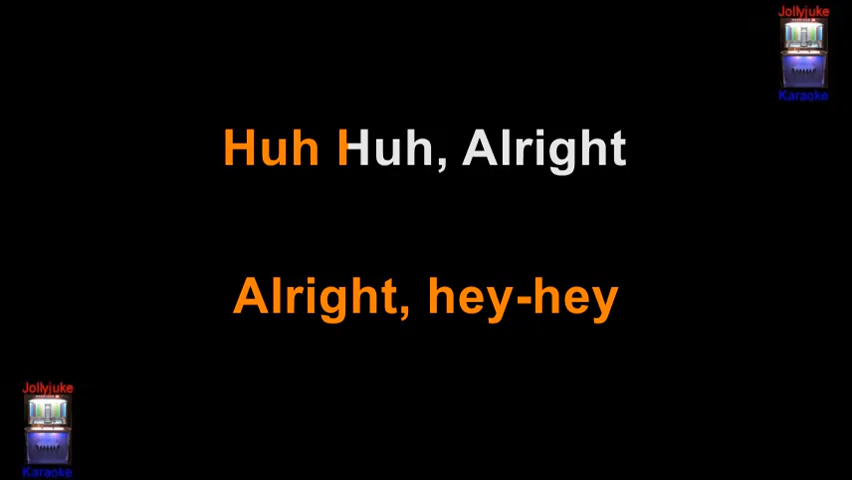 Jollyjuke
Karaoke
Huh Huh, Alright
Alright, hey-hey
Jollyjuke
Karaoke